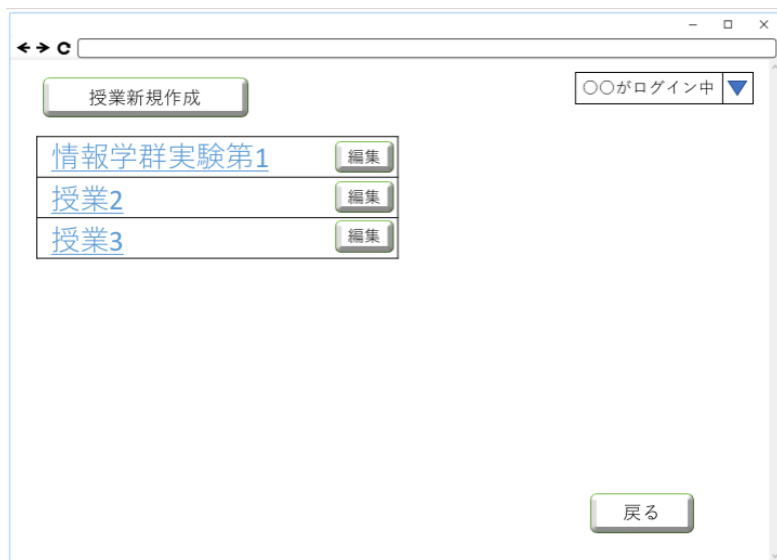 授業新規作成
〇〇がログイン中
情報学群実験第1 編集
授業2 編集
授業3 編集
戻る